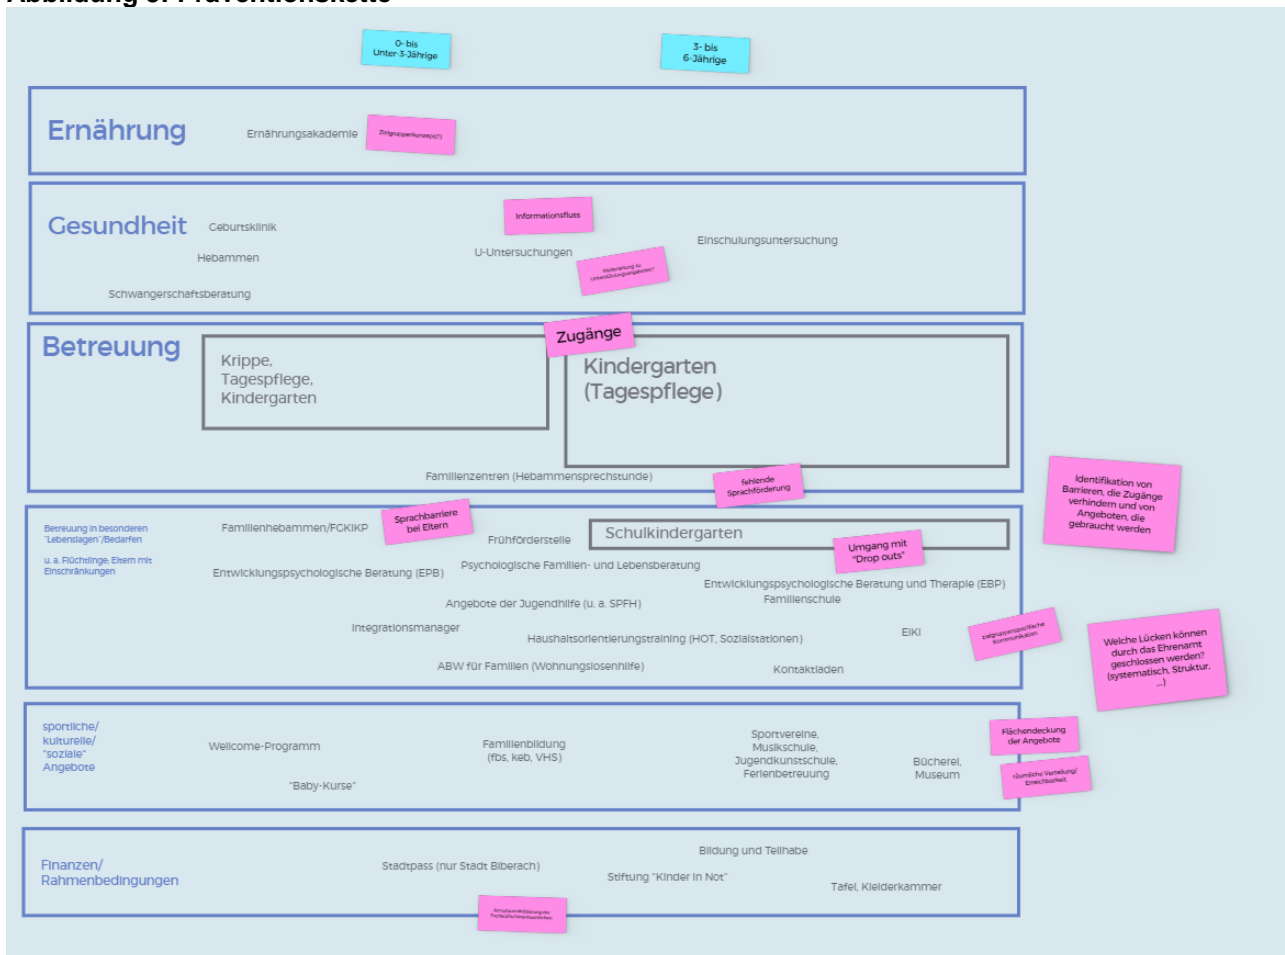 Abbildung 3: Präventionskette
0- bis
Unter-3-Jährige
3- bis
6-Jährige
Ernährung
Ernährungsakademie
Zielgruppenkonzept(?)
Gesundheit
Geburtsklinik
Hebammen
Schwangerschaftsberatung
Informationsfluss
U-Untersuchungen
Einschulungsuntersuchung
Betreuung
Krippe,
Tagespflege,
Kindergarten
Zugänge
Kindergarten
(Tagespflege)
Familienzentren (Hebammensprechstunde)
fehlende
Sprachförderung
Identifikation von
Barrieren, die Zugänge
verhindern und von
Angeboten, die
gebraucht werden
Betreuung in besonderen
"Lebenslagen"/Bedarfen
u. a. Flüchtlinge; Eltern mit
Einschränkungen
Familienhebammen/FGKIKP
Sprachbarriere
bei Eltern
Frühförderstelle
Schulkindergarten
Umgang mit
"Drop outs"
Entwicklungspsychologische Beratung (EPB)
Psychologische Familien- und Lebensberatung
Entwicklungspsychologische Beratung und Therapie (EBP)
Familienschule
Angebote der Jugendhilfe (u. a. SPFH)
Integrationsmanager
Haushaltsorientierungstraining (HOT, Sozialstationen)
EIKI
zielgruppenspezifische
Kommunikation
ABW für Familien (Wohnungslosenhilfe)
Kontaktladen
Welche Lücken können
durch das Ehrenamt
geschlossen werden?
(systematisch, Struktur,
...)
sportliche/
kulturelle/
"soziale"
Angebote
Wellcome-Programm
"Baby-Kurse"
Familienbildung
(fbs, keb, VHS)
Sportvereine,
Musikschule,
Jugendkunstschule,
Ferienbetreuung
Bücherei,
Museum
Flächendeckung
der Angebote
räumliche Verteilung/
Erreichbarkeit
Finanzen/
Rahmenbedingungen
Stadtpass (nur Stadt Biberach)
Bildung und Teilhabe
Stiftung "Kinder in Not"
Tafel, Kleiderkammer